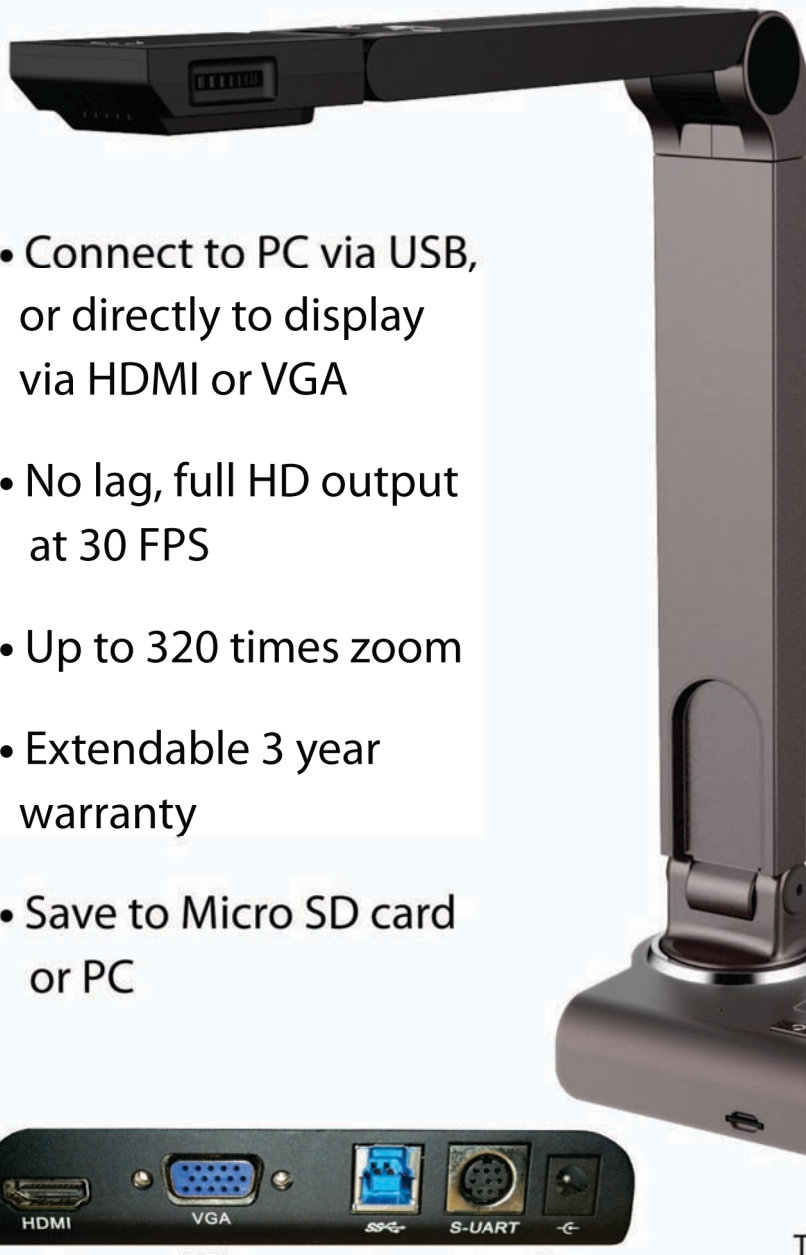 • Connect to PC via USB,
or directly to display
via HDMI or VGA
• No lag, full HD output
at 30 FPS
• Up to 320 times zoom
• Extendable 3 year
warranty
• Save to Micro SD card
or PC
HDMI
VGA
SS
S-UART
T